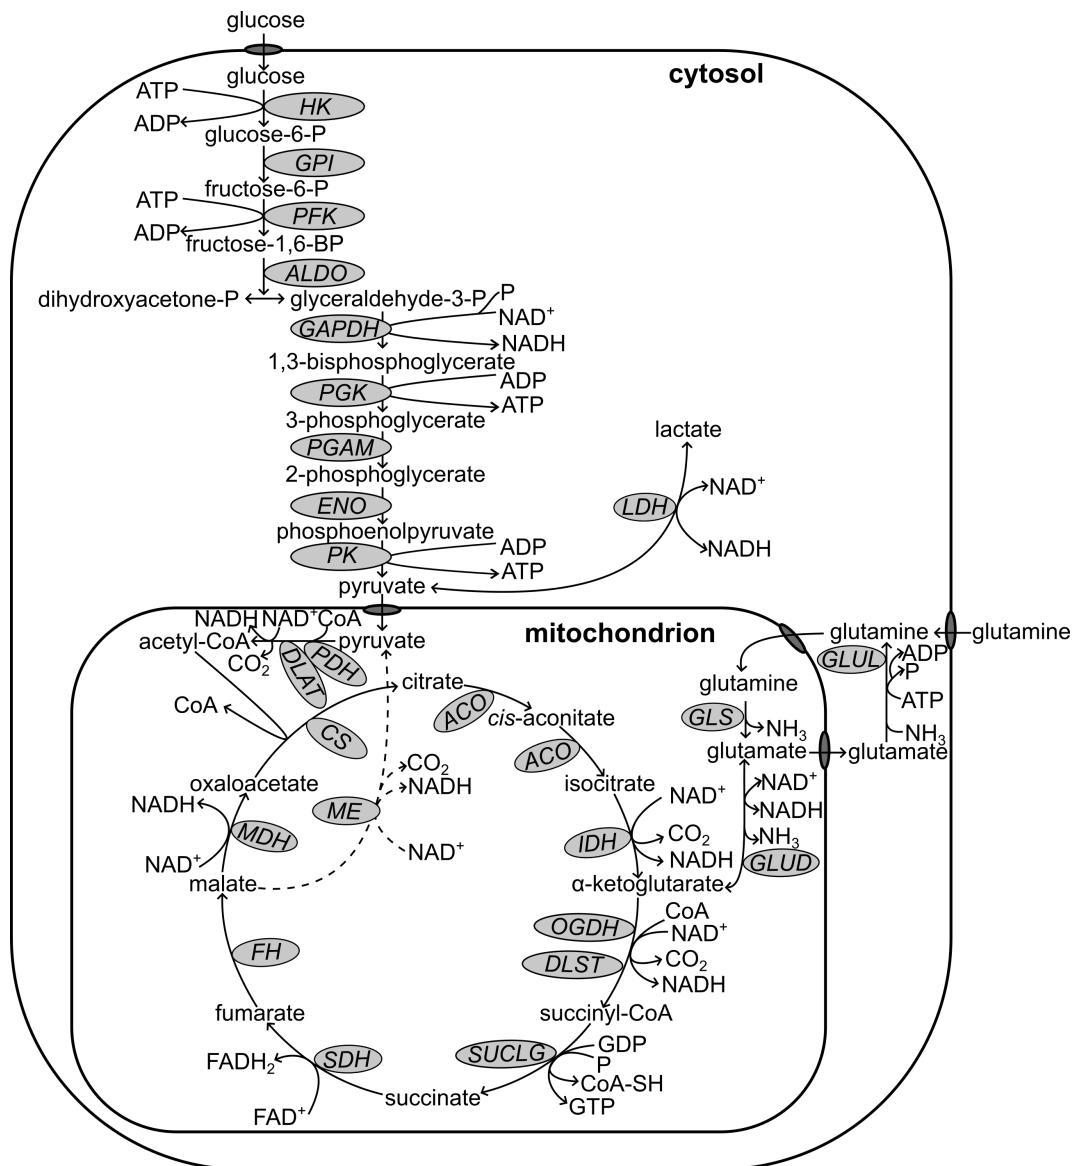 glucose
cytosol
glucose
ATP
HK
ADP
glucose-6-P
GPI
fructose-6-P
ATP
PFK
ADP
fructose-1,6-BP
ALDO
dihydroxyacetone-P
glyceraldehyde-3-P
P
NAD+
GAPDH
NADH
1,3-bisphosphoglycerate
ADP
PGK
ATP
3-phosphoglycerate
PGAM
2-phosphoglycerate
ENO
phosphoenolpyruvate
ADP
PK
ATP
pyruvate
lactate
NAD+
LDH
NADH
mitochondrion
NADH
NAD+
CoA
acetyl-CoA
pyruvate
CO2
DLAT
PDH
CoA
CS
citrate
ACO
cis-aconitate
ACO
isocitrate
oxaloacetate
NADH
MDH
NAD+
malate
CO2
NADH
ME
NAD+
NAD+
IDH
CO2
NADH
α-ketoglutarate
glutamine
glutamine
GLUL
ADP
P
ATP
NH3
glutamate
glutamine
GLS
NH3
glutamate
NAD+
NADH
NH3
GLUD
OGDH
CoA
NAD+
DLST
CO2
NADH
FH
fumarate
succinyl-CoA
FADH2
SDH
FAD+
SUCLG
GDP
P
CoA-SH
GTP
succinate